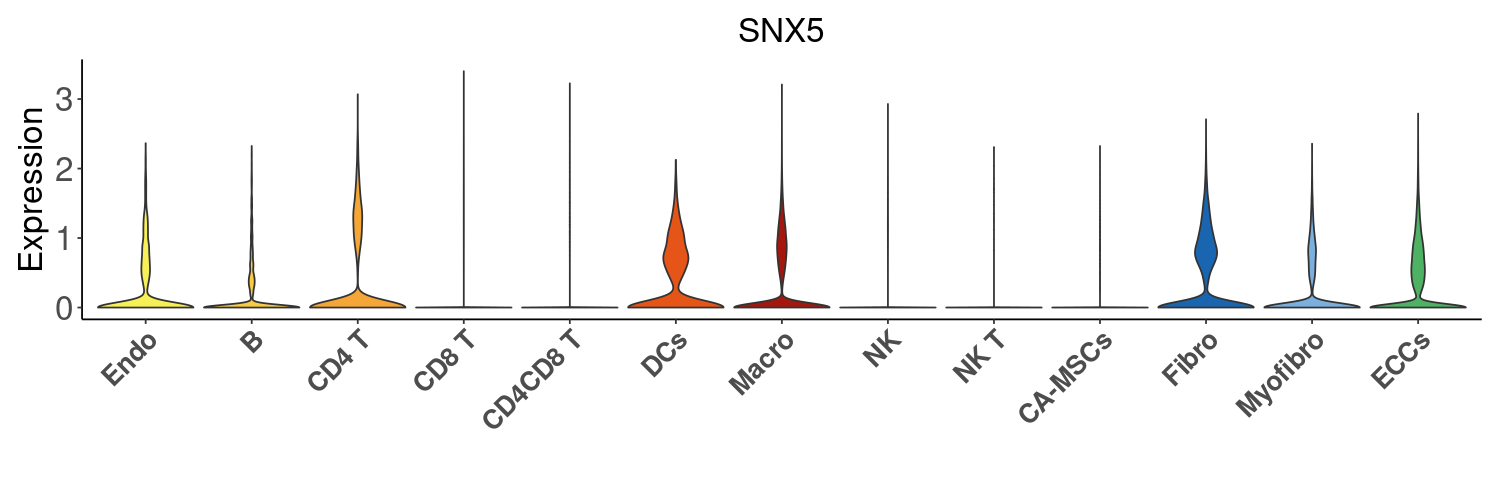 SNX5
Expression
3
2
1
0
Endo
B
CD4 T
CD8 T
CD4CD8 T
DCs
Macro
NK
NK T
CA-MSCs
Fibro
Myofibro
ECCs